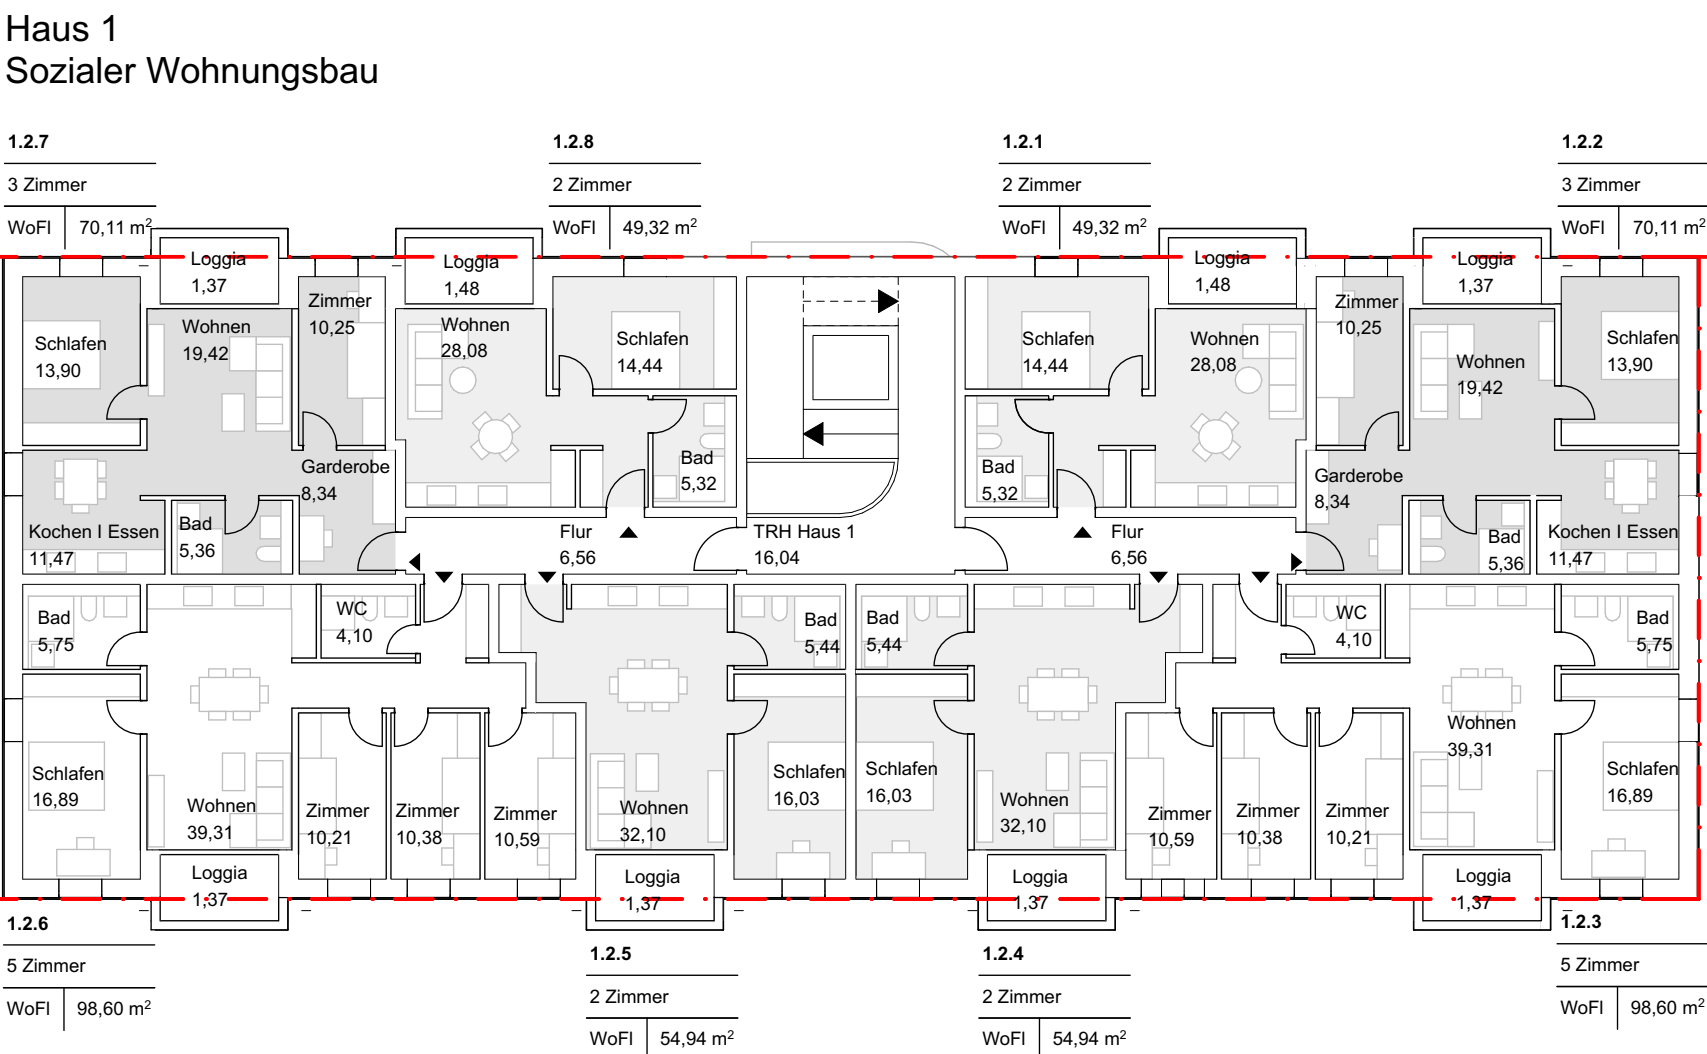 Haus 1
Sozialer Wohnungsbau
1.2.7
3 Zimmer
WoFl 70,11 m²
1.2.8
2 Zimmer
WoFl 49,32 m²
1.2.1
2 Zimmer
WoFl 49,32 m²
1.2.2
3 Zimmer
WoFl 70,11 m²
Loggia
1,37
Loggia
1,48
Loggia
1,48
Loggia
1,37
Schlafen
13,90
Wohnen
19,42
Zimmer
10,25
Wohnen
28,08
Schlafen
14,44
Schlafen
14,44
Wohnen
28,08
Zimmer
10,25
Wohnen
19,42
Schlafen
13,90
Garderobe
8,34
Bad
5,32
Bad
5,32
Garderobe
8,34
Kochen I Essen
11,47
Bad
5,36
Flur
6,56
TRH Haus 1
16,04
Flur
6,56
Bad
5,36
Kochen I Essen
11,47
Bad
5,75
WC
4,10
Bad
5,44
Bad
5,44
WC
4,10
Bad
5,75
Schlafen
16,89
Wohnen
39,31
Zimmer
10,21
Zimmer
10,38
Zimmer
10,59
Wohnen
32,10
Schlafen
16,03
Schlafen
16,03
Wohnen
32,10
Zimmer
10,59
Zimmer
10,38
Zimmer
10,21
Wohnen
39,31
Schlafen
16,89
Loggia
1,37
Loggia
1,37
Loggia
1,37
Loggia
1,37
1.2.6
5 Zimmer
WoFl 98,60 m²
1.2.5
2 Zimmer
WoFl 54,94 m²
1.2.4
2 Zimmer
WoFl 54,94 m²
1.2.3
5 Zimmer
WoFl 98,60 m²